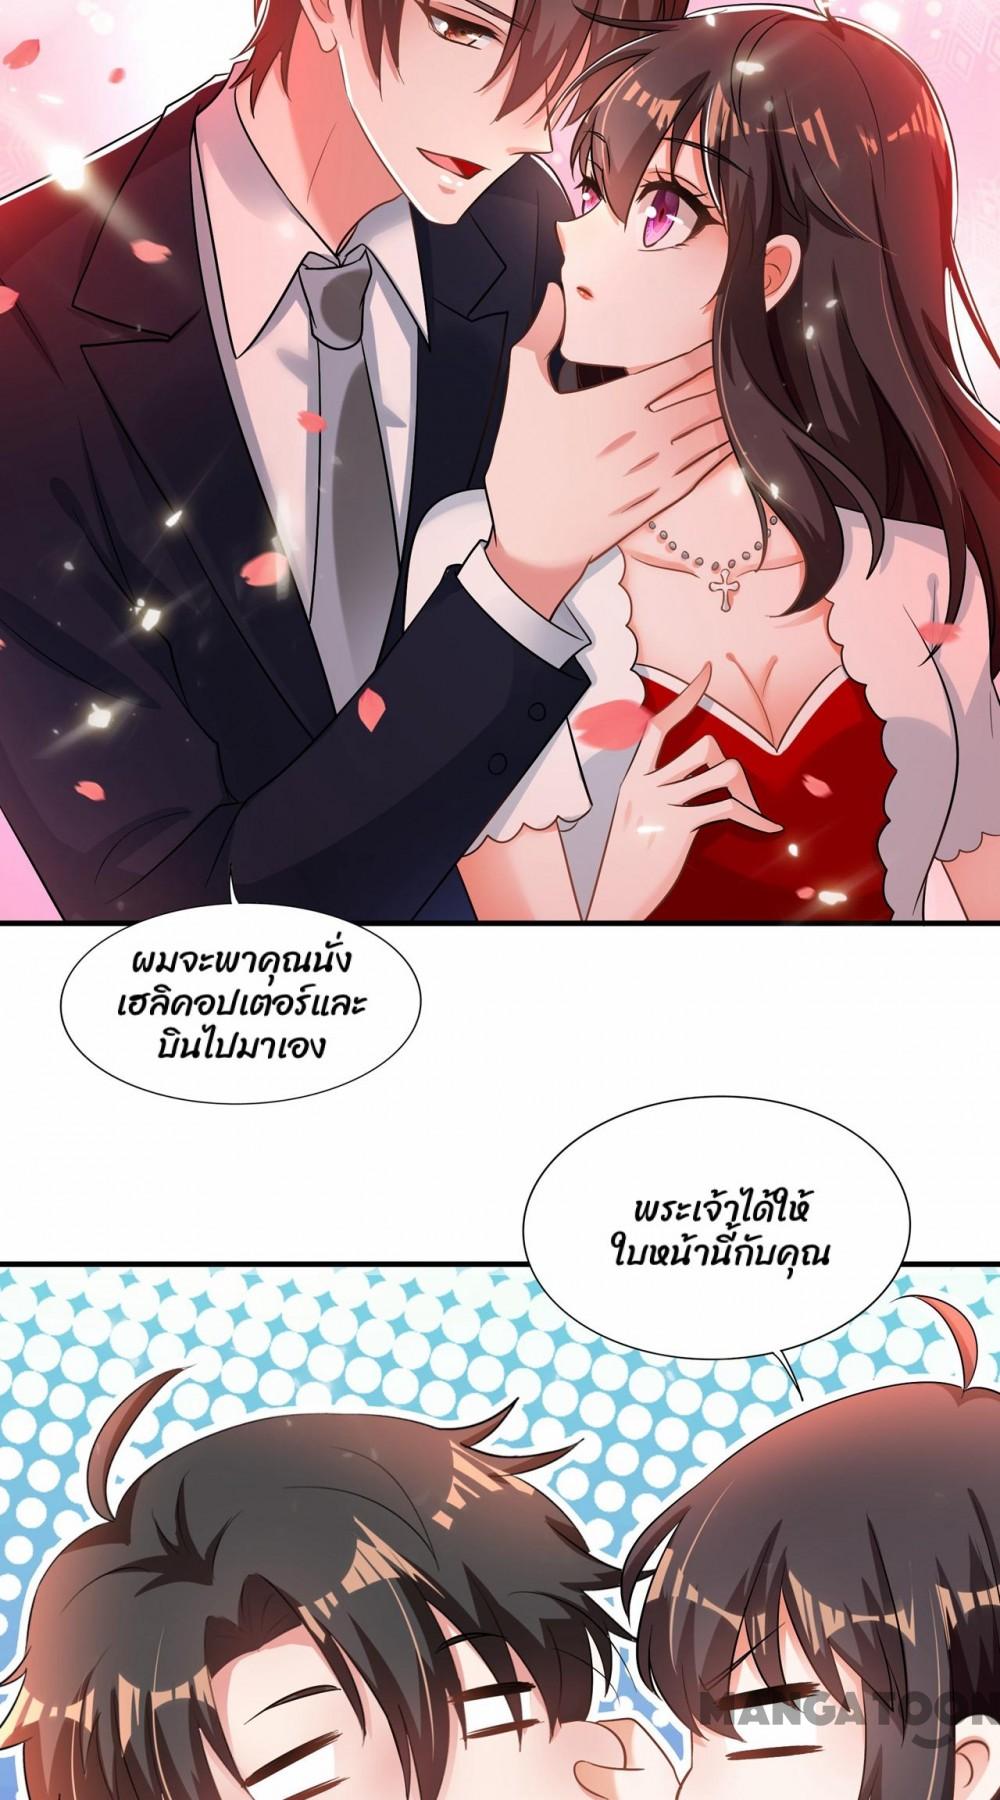 ผมจะพาคุณนั่ง
เฮลิคอปเตอร์และ
บินไปมาเอง
พระเจ้าได้ให้
ใบหน้านี้กับคุณ
MANGATOON